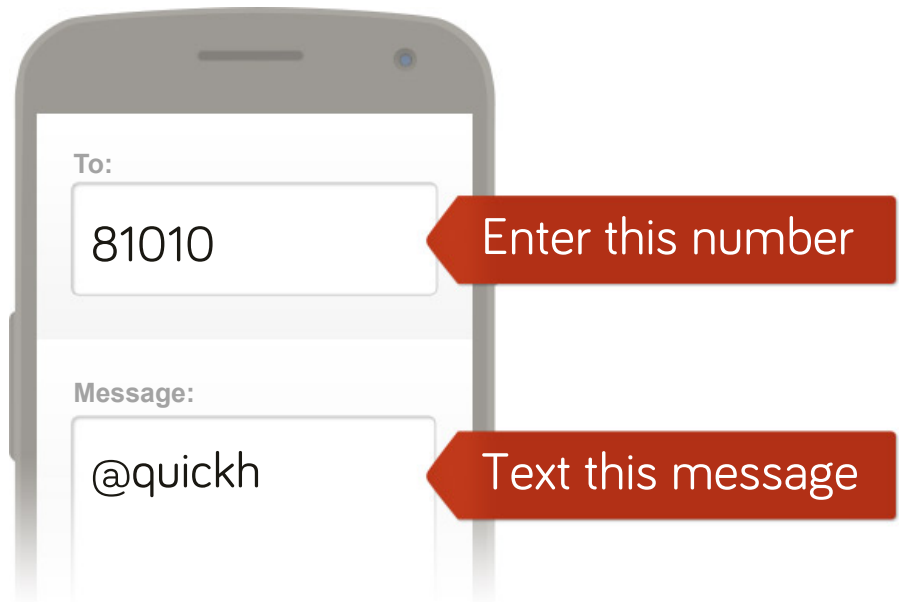 To:
81010
Enter this number
Message:
@quickh
Text this message